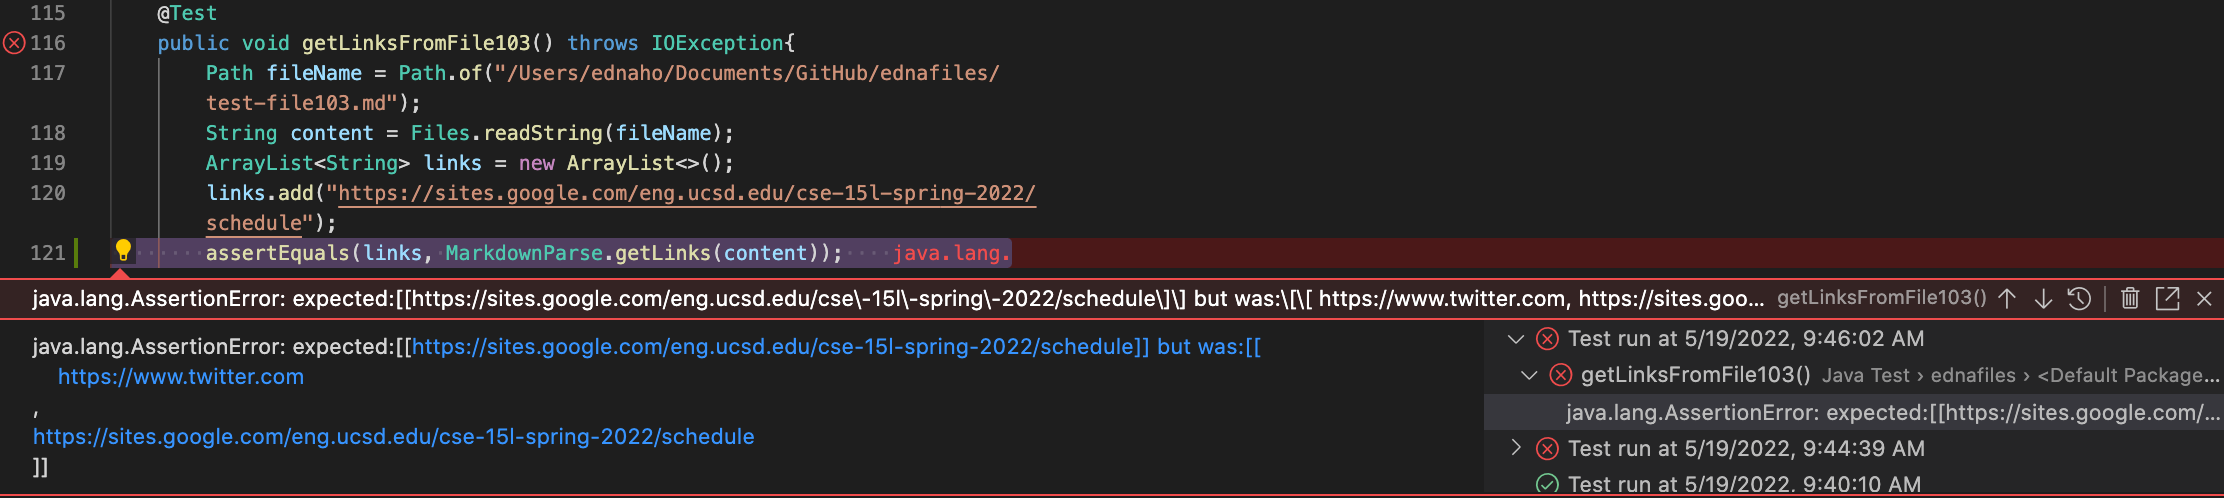 115 @Test
116 public void getLinksFromFile103() throws IOException{
117 Path fileName = Path.of("/Users/ednaho/Documents/GitHub/ednafiles/
test-file103.md");
118 String content = Files.readString(fileName);
119 ArrayList<String> links = new ArrayList<>();
120 links.add("https://sites.google.com/eng.ucsd.edu/cse-15l-spring-2022/
schedule");
121 assertEquals(links, MarkdownParse.getLinks(content)); java.lang.
java.lang.AssertionError: expected:[[https://sites.google.com/eng.ucsd.edu/cse\-15l\-spring\-2022/schedule\]\] but was:\[\[ https://www.twitter.com, https://sites.goo... getLinksFromFile103()
java.lang.AssertionError: expected:[[https://sites.google.com/eng.ucsd.edu/cse-15l-spring-2022/schedule]] but was:[[
https://www.twitter.com
,
https://sites.google.com/eng.ucsd.edu/cse-15l-spring-2022/schedule
]]
Test run at 5/19/2022, 9:46:02 AM
getLinksFromFile103() Java Test › ednafiles › <Default Package...
java.lang.AssertionError: expected:[[https://sites.google.com/...
Test run at 5/19/2022, 9:44:39 AM
Test run at 5/19/2022, 9:40:10 AM